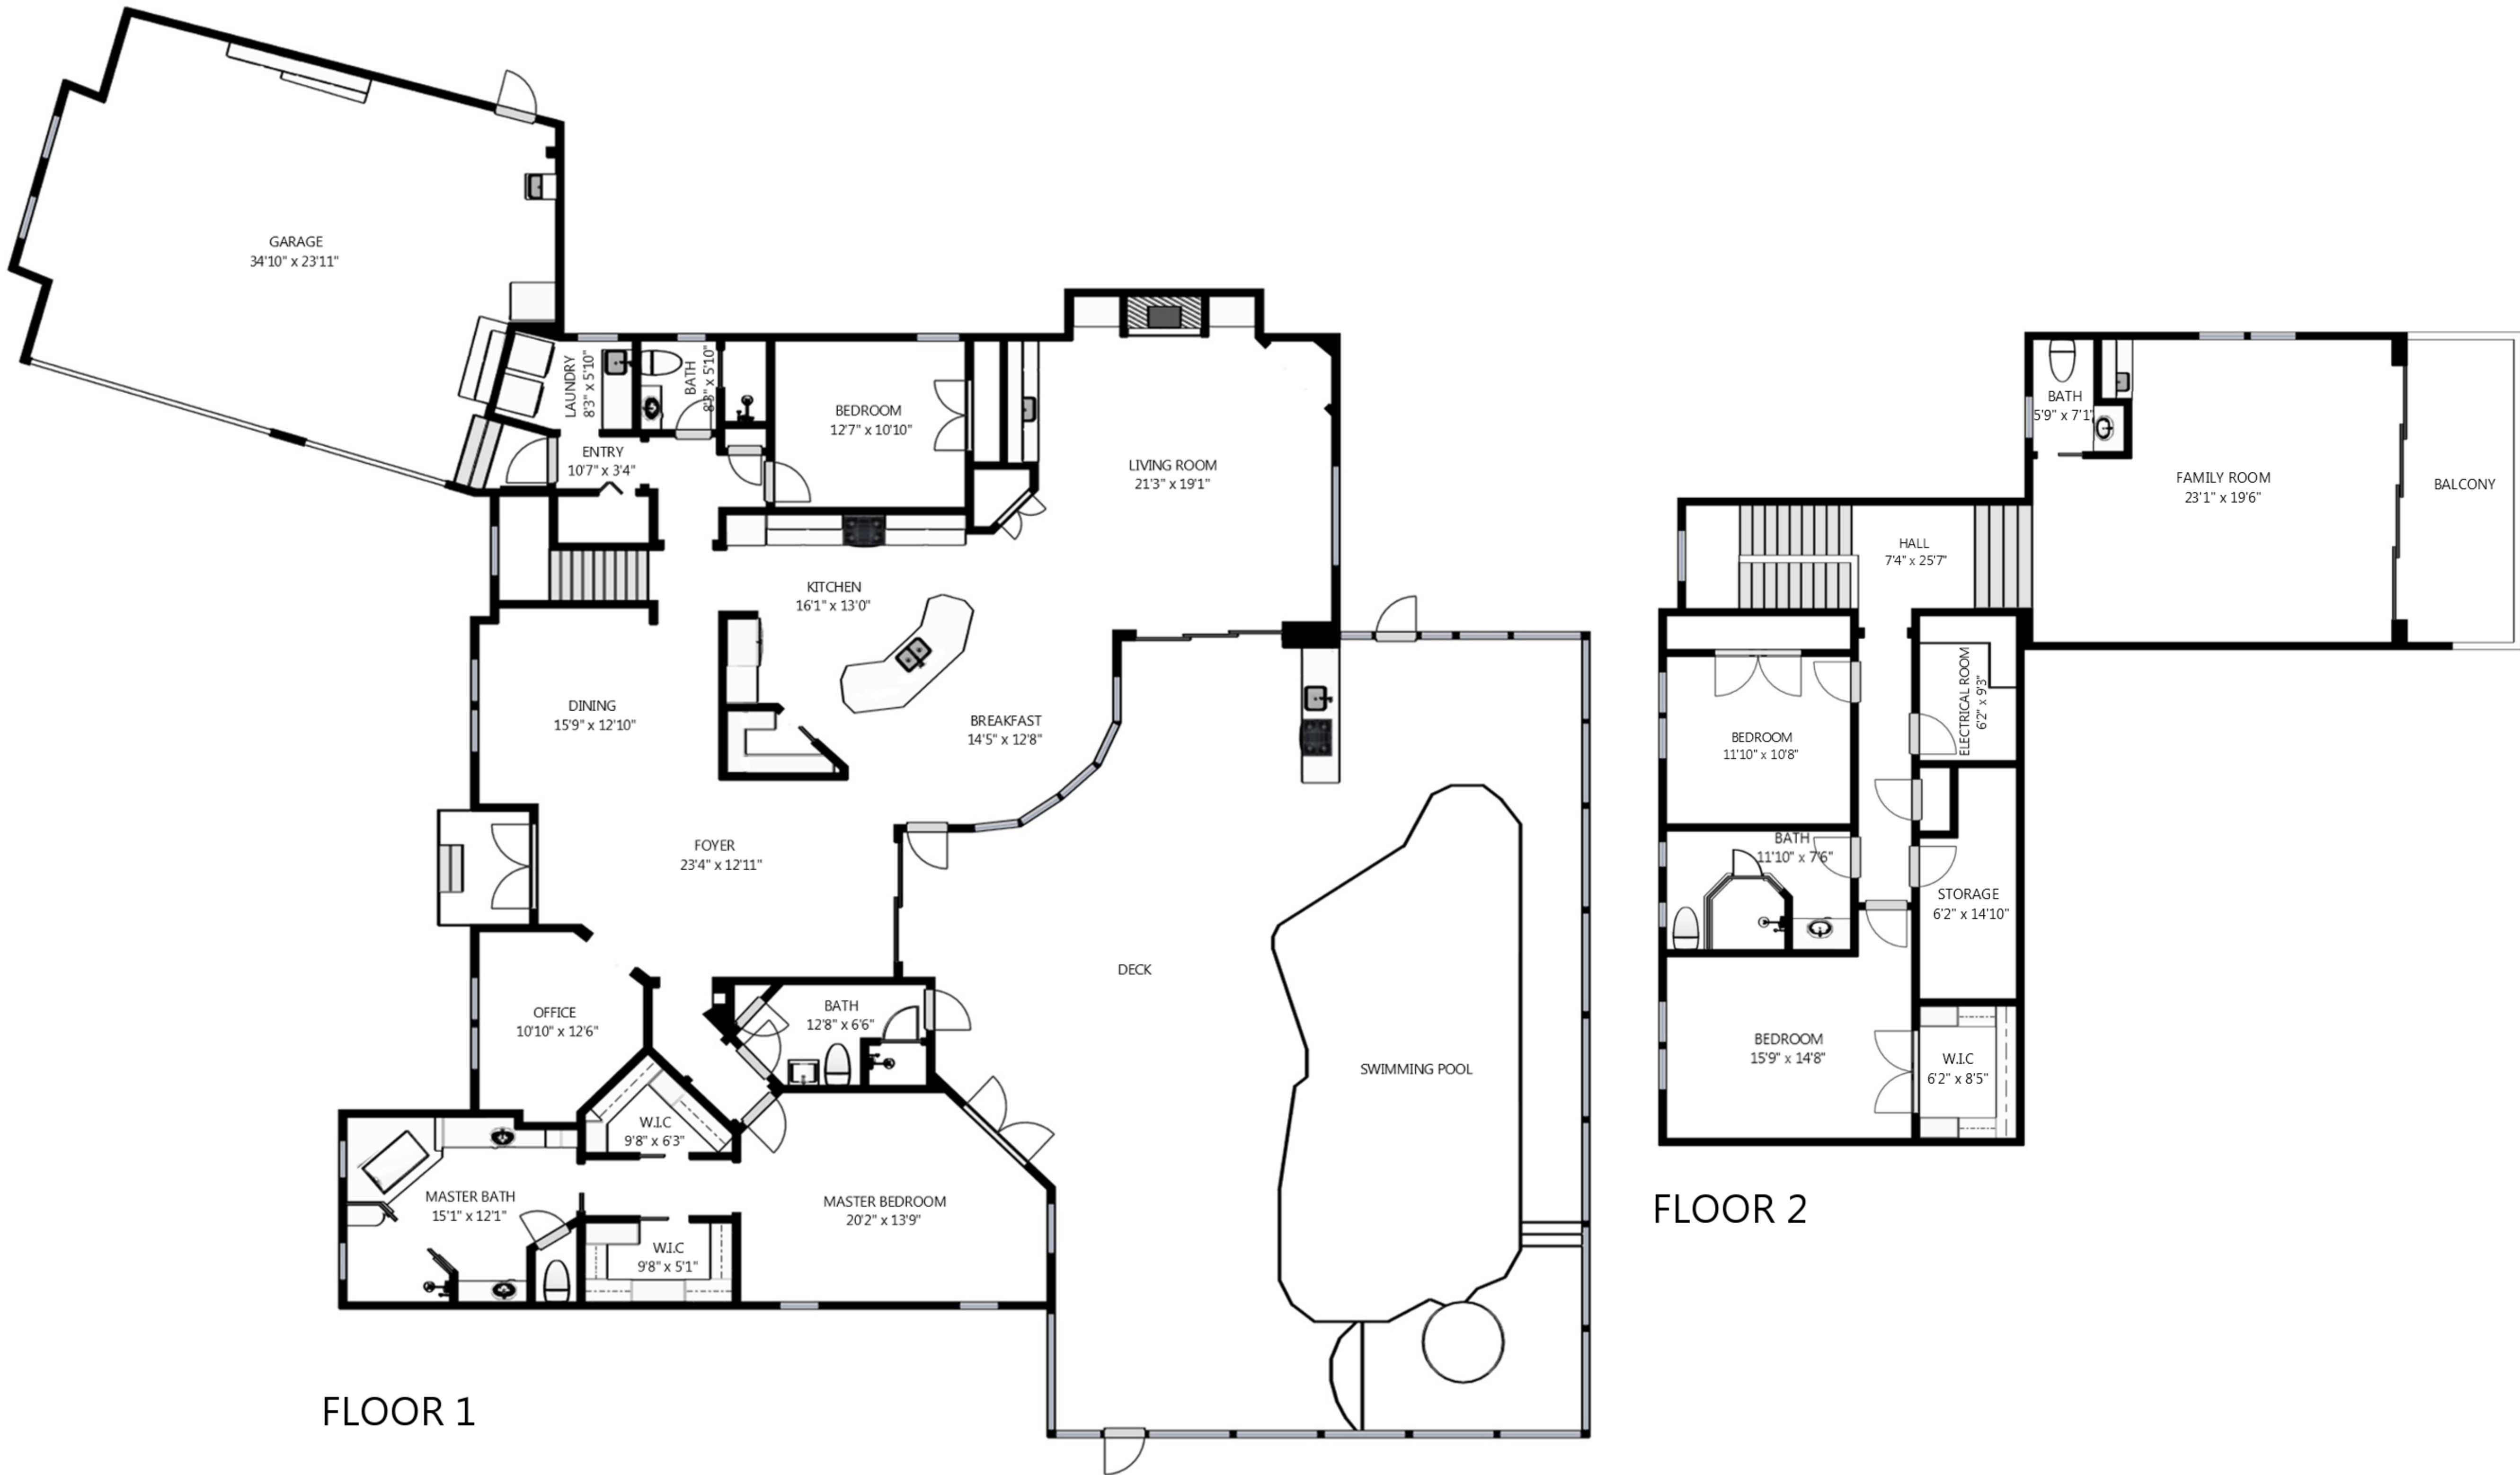 GARAGE
34'10" x 23'11"
LAUNDRY
8'3" x 5'10"
BATH
8'3" x 5'10"
BEDROOM
12'7" x 10'10"
ENTRY
10'7" x 3'4"
LIVING ROOM
21'3" x 19'1"
KITCHEN
16'1" x 13'0"
DINING
15'9" x 12'10"
BREAKFAST
14'5" x 12'8"
FOYER
23'4" x 12'11"
DECK
OFFICE
10'10" x 12'6"
BATH
12'8" x 6'6"
SWIMMING POOL
W.I.C
9'8" x 6'3"
MASTER BATH
15'1" x 12'1"
MASTER BEDROOM
20'2" x 13'9"
W.I.C
9'8" x 5'1"
FLOOR 1
BATH
5'9" x 7'1"
FAMILY ROOM
23'1" x 19'6"
BALCONY
HALL
7'4" x 25'7"
ELECTRICAL ROOM
6'2" x 9'3"
BEDROOM
11'10" x 10'8"
BATH
11'10" x 7'6"
STORAGE
6'2" x 14'10"
BEDROOM
15'9" x 14'8"
W.I.C
6'2" x 8'5"
FLOOR 2